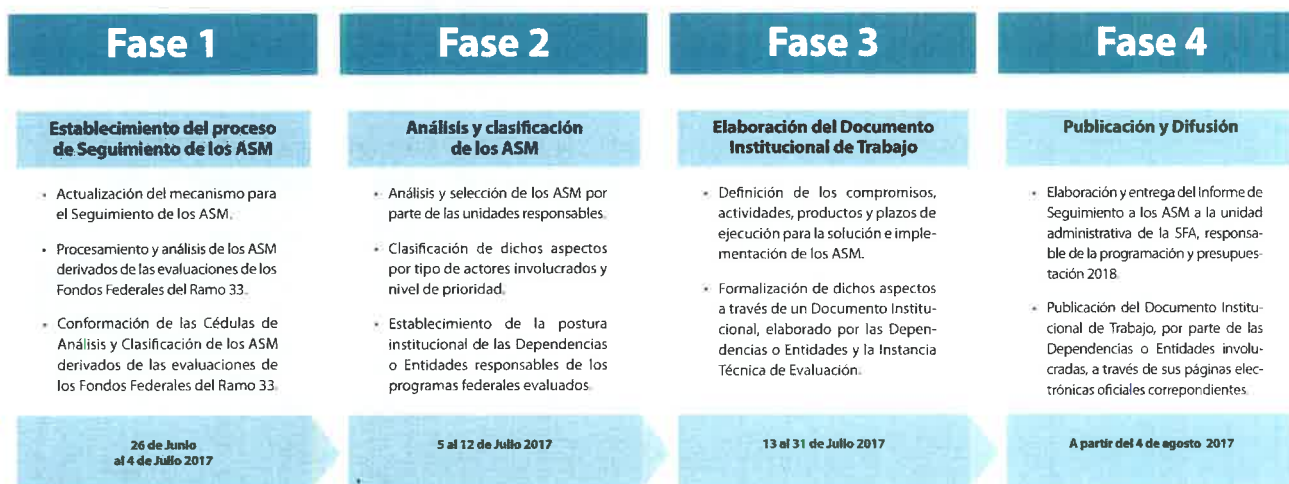 Fase 1
Establecimiento del proceso
de Seguimiento de los ASM
• Actualización del mecanismo para
el Seguimiento de los ASM.
• Procesamiento y análisis de los ASM
derivados de las evaluaciones de los
Fondos Federales del Ramo 33.
• Conformación de las Cédulas de
Análisis y Clasificación de los ASM
derivados de las evaluaciones de
los Fondos Federales del Ramo 33.
26 de Junio
al 4 de Julio 2017
Fase 2
Análisis y clasificación
de los ASM
• Análisis y selección de los ASM por
parte de las unidades responsables.
• Clasificación de dichos aspectos
por tipo de actores involucrados y
nivel de prioridad.
• Establecimiento de la postura
institucional de las Dependencias
o Entidades responsables de los
programas federales evaluados.
5 al 12 de Julio 2017
Fase 3
Elaboración del Documento
Institucional de Trabajo
• Definición de los compromisos,
actividades, productos y plazos de
ejecución para la solución e imple-
mentación de los ASM.
• Formalización de dichos aspectos
a través de un Documento Institu-
cional, elaborado por las Depen-
dencias o Entidades y la Instancia
Técnica de Evaluación.
13 al 31 de Julio 2017
Fase 4
Publicación y Difusión
• Elaboración y entrega del Informe de
Seguimiento a los ASM a la unidad
administrativa de la SFA, responsa-
ble de la programación y presupues-
tación 2018.
• Publicación del Documento Institu-
cional de Trabajo, por parte de las
Dependencias o Entidades involu-
cradas, a través de sus páginas elec-
trónicas oficiales correpondientes.
A partir del 4 de agosto 2017